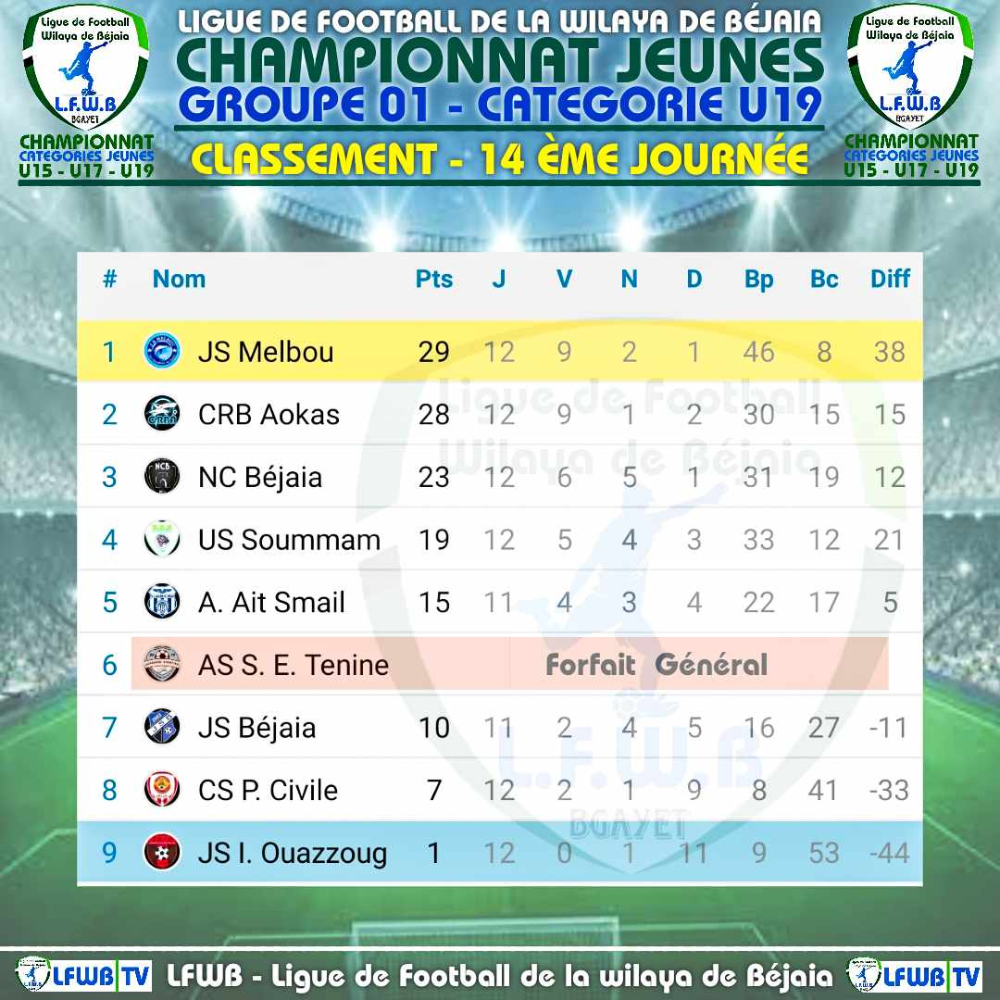 LIGUE DE FOOTBALL DE LA WILAYA DE BÉJAIA
CHAMPIONNAT JEUNES
GROUPE 01 - CATEGORIE U19
CLASSEMENT - 14 ÈME JOURNÉE
Ligue de Football
Wilaya de Béjaia
L.F.W.B
BGAYET
CHAMPIONNAT
CATEGORIES JEUNES
U15 - U17 - U19
Ligue de Football
Wilaya de Béjaia
L.F.W.B
BGAYET
CHAMPIONNAT
CATEGORIES JEUNES
U15 - U17 - U19
# Nom Pts J V N D Bp Bc Diff
1 JS Melbou 29 12 9 2 1 46 8 38
2 CRB Aokas 28 12 9 1 2 30 15 15
3 NCB NC Béjaia 23 12 6 5 1 31 19 12
4 US Soummam 19 12 5 4 3 33 12 21
5 A. Ait Smail 15 11 4 3 4 22 17 5
6 AS S. E. Tenine Forfait Général
7 JS Béjaia 10 11 2 4 5 16 27 -11
8 CS P. Civile 7 12 2 1 9 8 41 -33
9 JS I. Ouazzoug 1 12 0 1 11 9 53 -44
Ligue de Football
Wilaya de Béjaia
L.F.W.B
BGAYET
LFWB TV LFWB - Ligue de Football de la wilaya de Béjaia LFWB TV